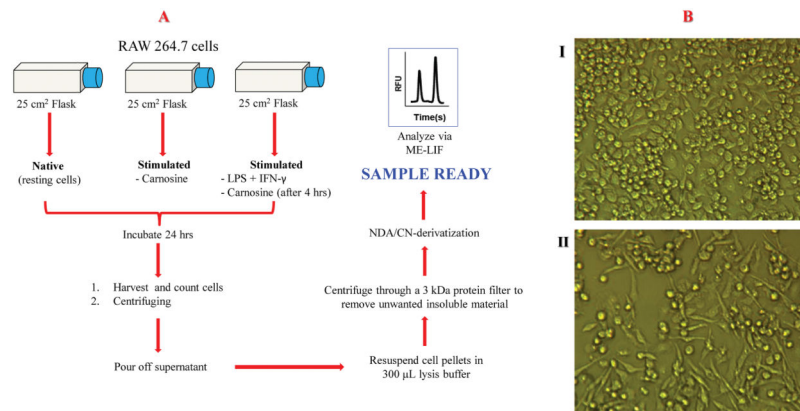 A
RAW 264.7 cells
25 cm² Flask
25 cm² Flask
25 cm² Flask
Native
(resting cells)
Stimulated
- Carnosine
Stimulated
- LPS + IFN-γ
- Carnosine (after 4 hrs)
Incubate 24 hrs
1. Harvest and count cells
2. Centrifuging
Pour off supernatant
Resuspend cell pellets in
300 µL lysis buffer
Centrifuge through a 3 kDa protein filter to
remove unwanted insoluble material
NDA/CN-derivatization
SAMPLE READY
Analyze via
ME-LIF
RFU
Time(s)
B
I
II